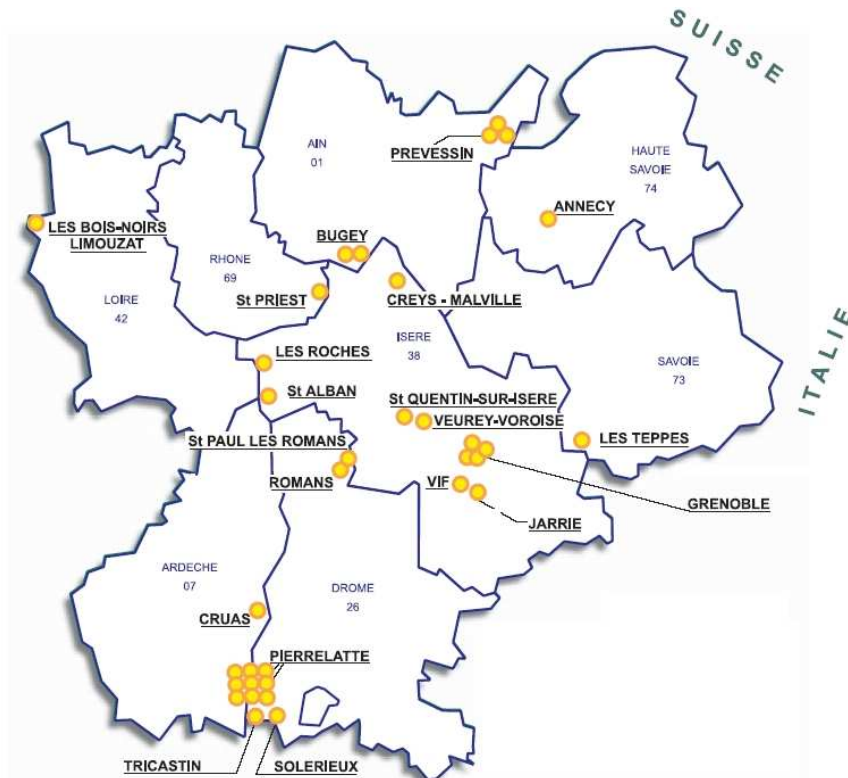 SUISSE
AIN
01
PREVESSIN
HAUTE
SAVOIE
74
ANNECY
LES BOIS-NOIRS
LIMOUZAT
BUGEY
RHONE
69
St PRIEST
CREYS - MALVILLE
LOIRE
42
ISERE
38
LES ROCHES
SAVOIE
73
ITALIE
St ALBAN
St QUENTIN-SUR-ISERE
VEUREY-VOROISE
St PAUL LES ROMANS
LES TEPPES
ROMANS
VIF
GRENOBLE
JARRIE
ARDECHE
07
DROME
26
CRUAS
PIERRELATTE
TRICASTIN
SOLERIEUX